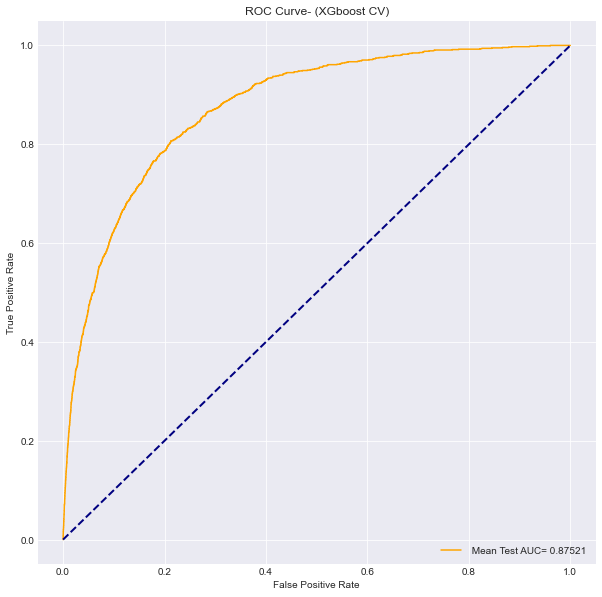 ROC Curve- (XGboost CV)
1.0
0.8
0.6
0.4
0.2
0.0
True Positive Rate
Mean Test AUC= 0.87521
0.0 0.2 0.4 0.6 0.8 1.0
False Positive Rate